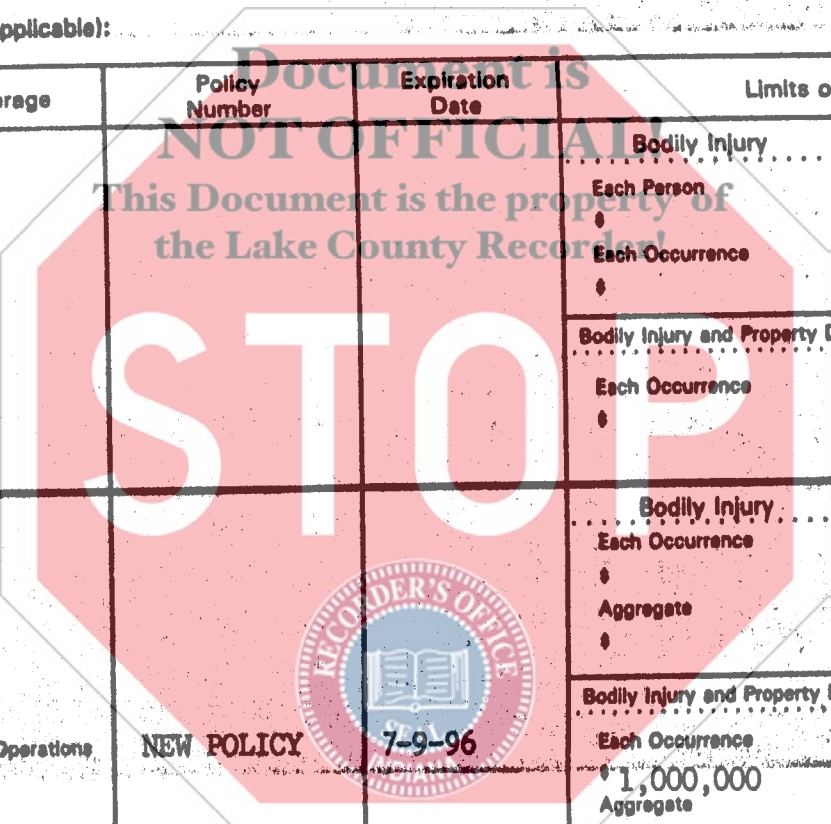 pplicable):
erage
Policy
Number
Expiration
Date
Limits o
Document is
NOT OFFICIAL!
This Document is the property of
the Lake County Recorder!
STOP
Bodily Injury
Each Person
$
Each Occurrence
$
Bodily Injury and Property D
Each Occurrence
$
Bodily Injury
Each Occurrence
$
Aggregate
$
Bodily Injury and Property
Operations
NEW POLICY
7-9-96
Each Occurrence
$ 1,000,000
Aggregate
RECORDER'S OFFICE
SEAL
INDIANA